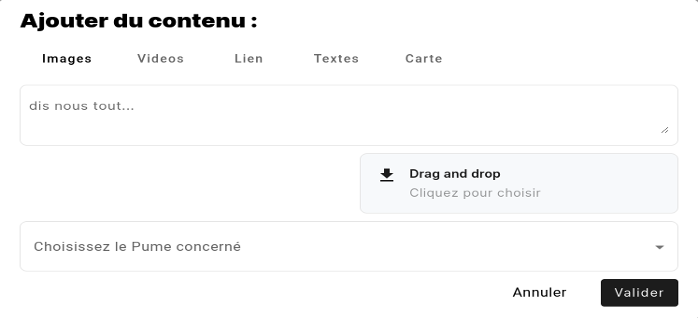 Ajouter du contenu :
Images Videos Lien Textes Carte
dis nous tout...
Drag and drop
Cliquez pour choisir
Choisissez le Pume concerné
Annuler Valider